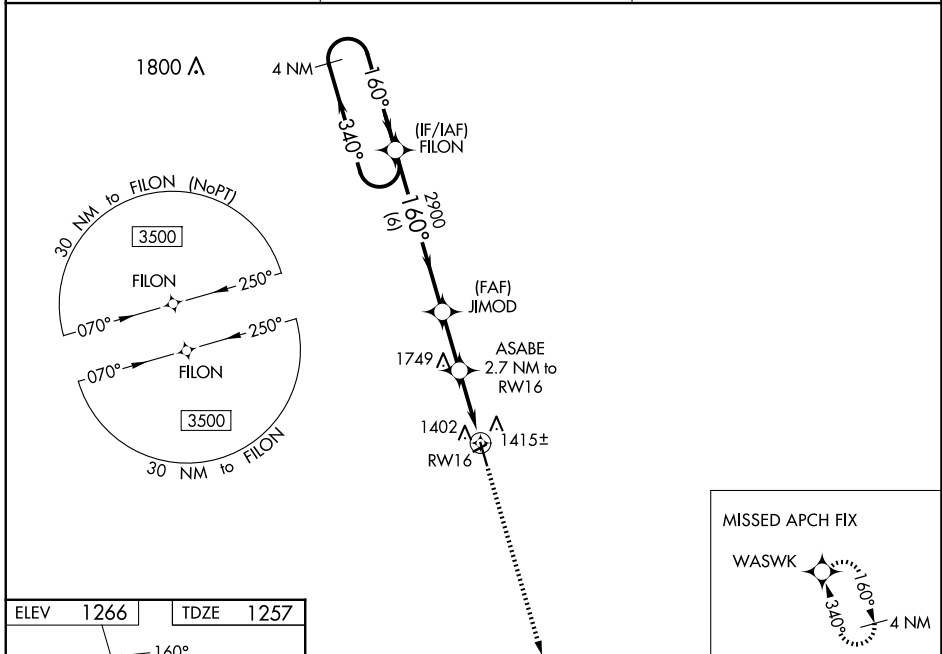 1800
4 NM
160°
340°
(IF/IAF)
FILON
2900
160°
(6)
30 NM to FILON (NoPT)
3500
FILON
250°
070°
250°
070°
FILON
3500
30 NM to FILON
(FAF)
JIMOD
1749
ASABE
2.7 NM to
RW16
1402
1415±
RW16
MISSED APCH FIX
WASWK
160°
340°
4 NM
ELEV 1266
TDZE 1257
160°